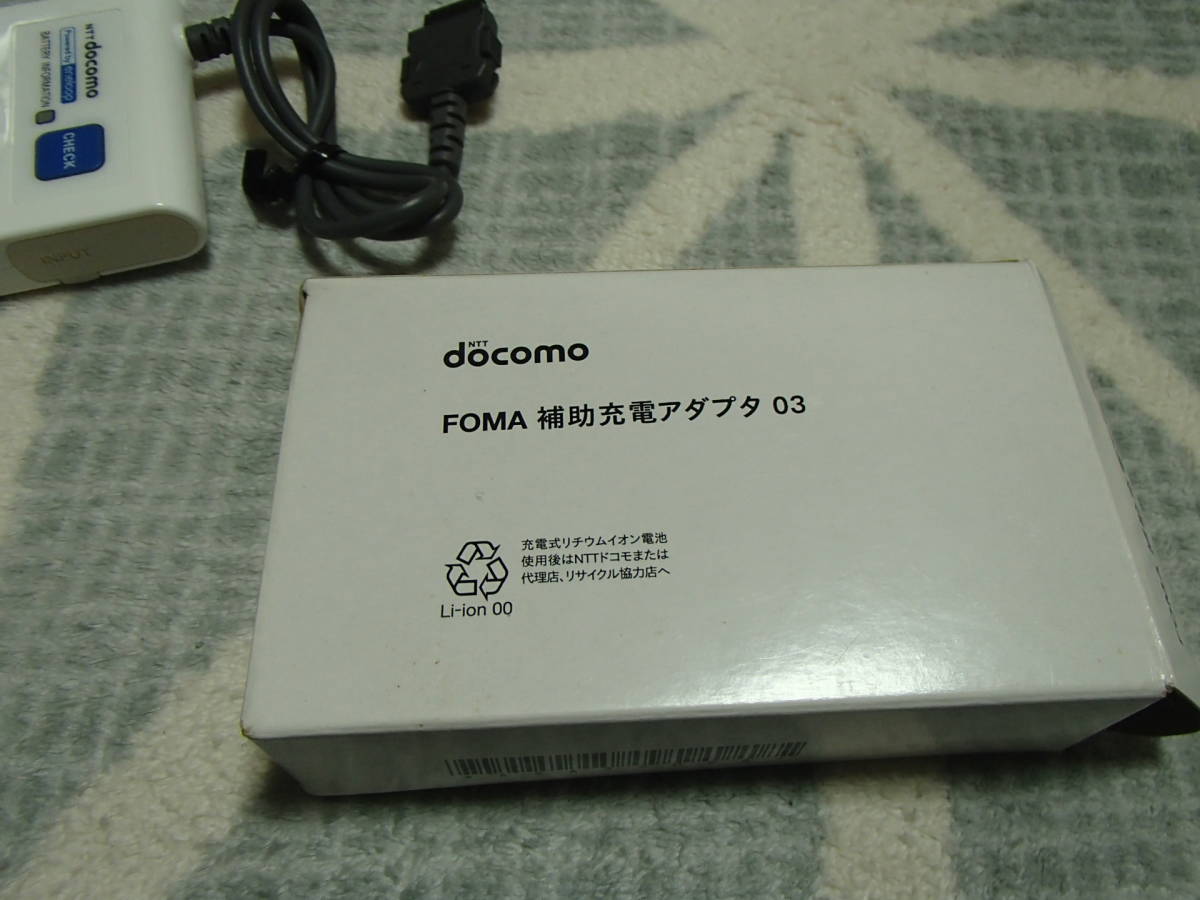 NTT docomo
Powered by eneloop
BATTERY INFORMATION
CHECK
INPUT
NTT
docomo
FOMA 補助充電アダプタ 03
充電式リチウムイオン電池
使用後はNTTドコモまたは
代理店、リサイクル協力店へ
Li-ion 00